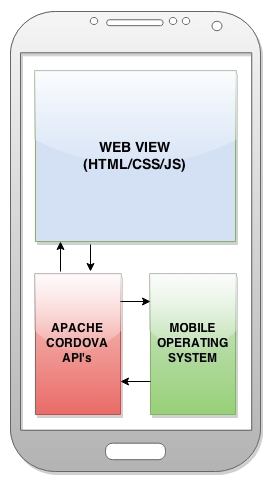 WEB VIEW
(HTML/CSS/JS)
APACHE
CORDOVA
API's
MOBILE
OPERATING
SYSTEM